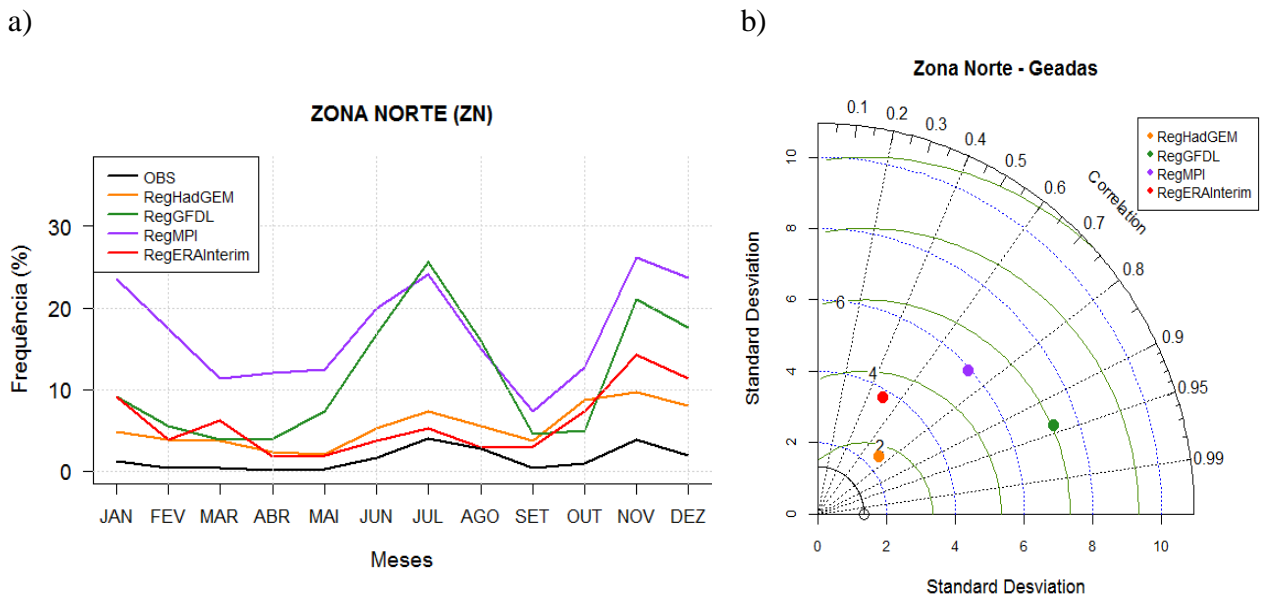 a)
ZONA NORTE (ZN)
OBS
RegHadGEM
RegGFDL
RegMPI
RegERAInterim
Frequência (%)
30
20
10
0
JAN FEV MAR ABR MAI JUN JUL AGO SET OUT NOV DEZ
Meses
b)
Zona Norte - Geadas
RegHadGEM
RegGFDL
RegMPI
RegERAInterim
Correlation
0.1 0.2 0.3 0.4 0.5 0.6 0.7 0.8 0.9 0.95 0.99
Standard Desviation
10
8
6
4
2
0
6
4
2
0 2 4 6 8 10
Standard Desviation